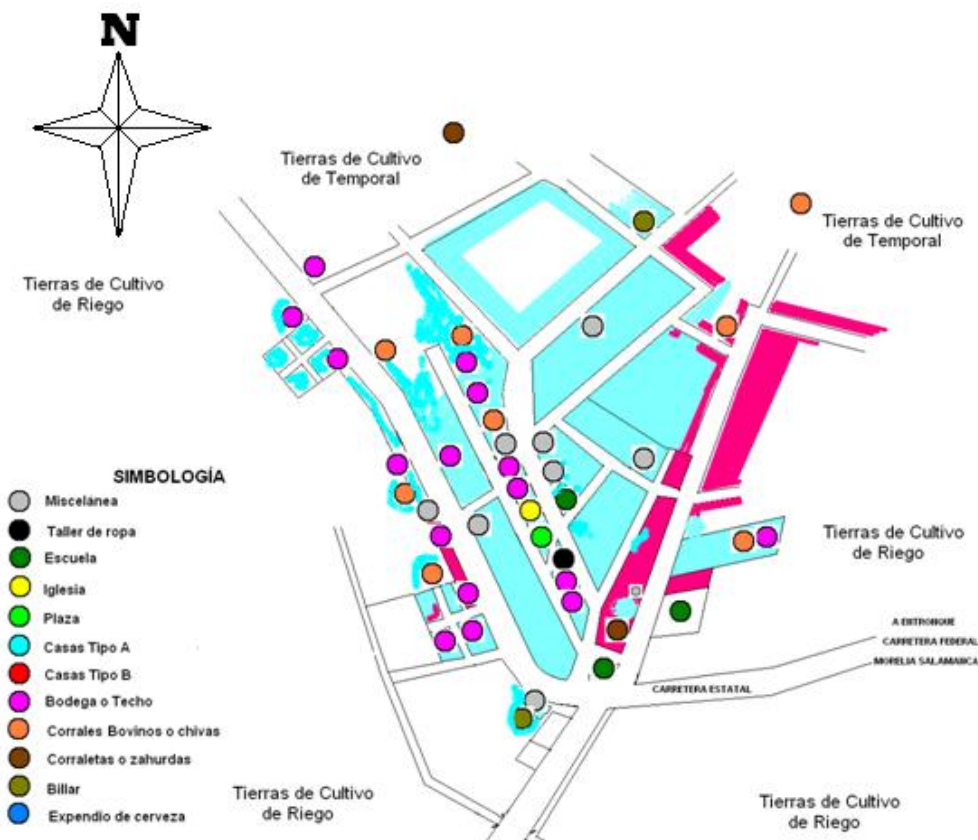 N
Tierras de Cultivo
de Temporal
Tierras de Cultivo
de Temporal
Tierras de Cultivo
de Riego
SIMBOLOGÍA
Miscelánea
Taller de ropa
Escuela
Iglesia
Plaza
Casas Tipo A
Casas Tipo B
Bodega o Techo
Corrales Bovinos o chivas
Corraletas o zahurdas
Billar
Expendio de cerveza
Tierras de Cultivo
de Riego
A ENTRONQUE
CARRETERA FEDERAL
MORELIA SALAMANCA
CARRETERA ESTATAL
Tierras de Cultivo
de Riego
Tierras de Cultivo
de Riego